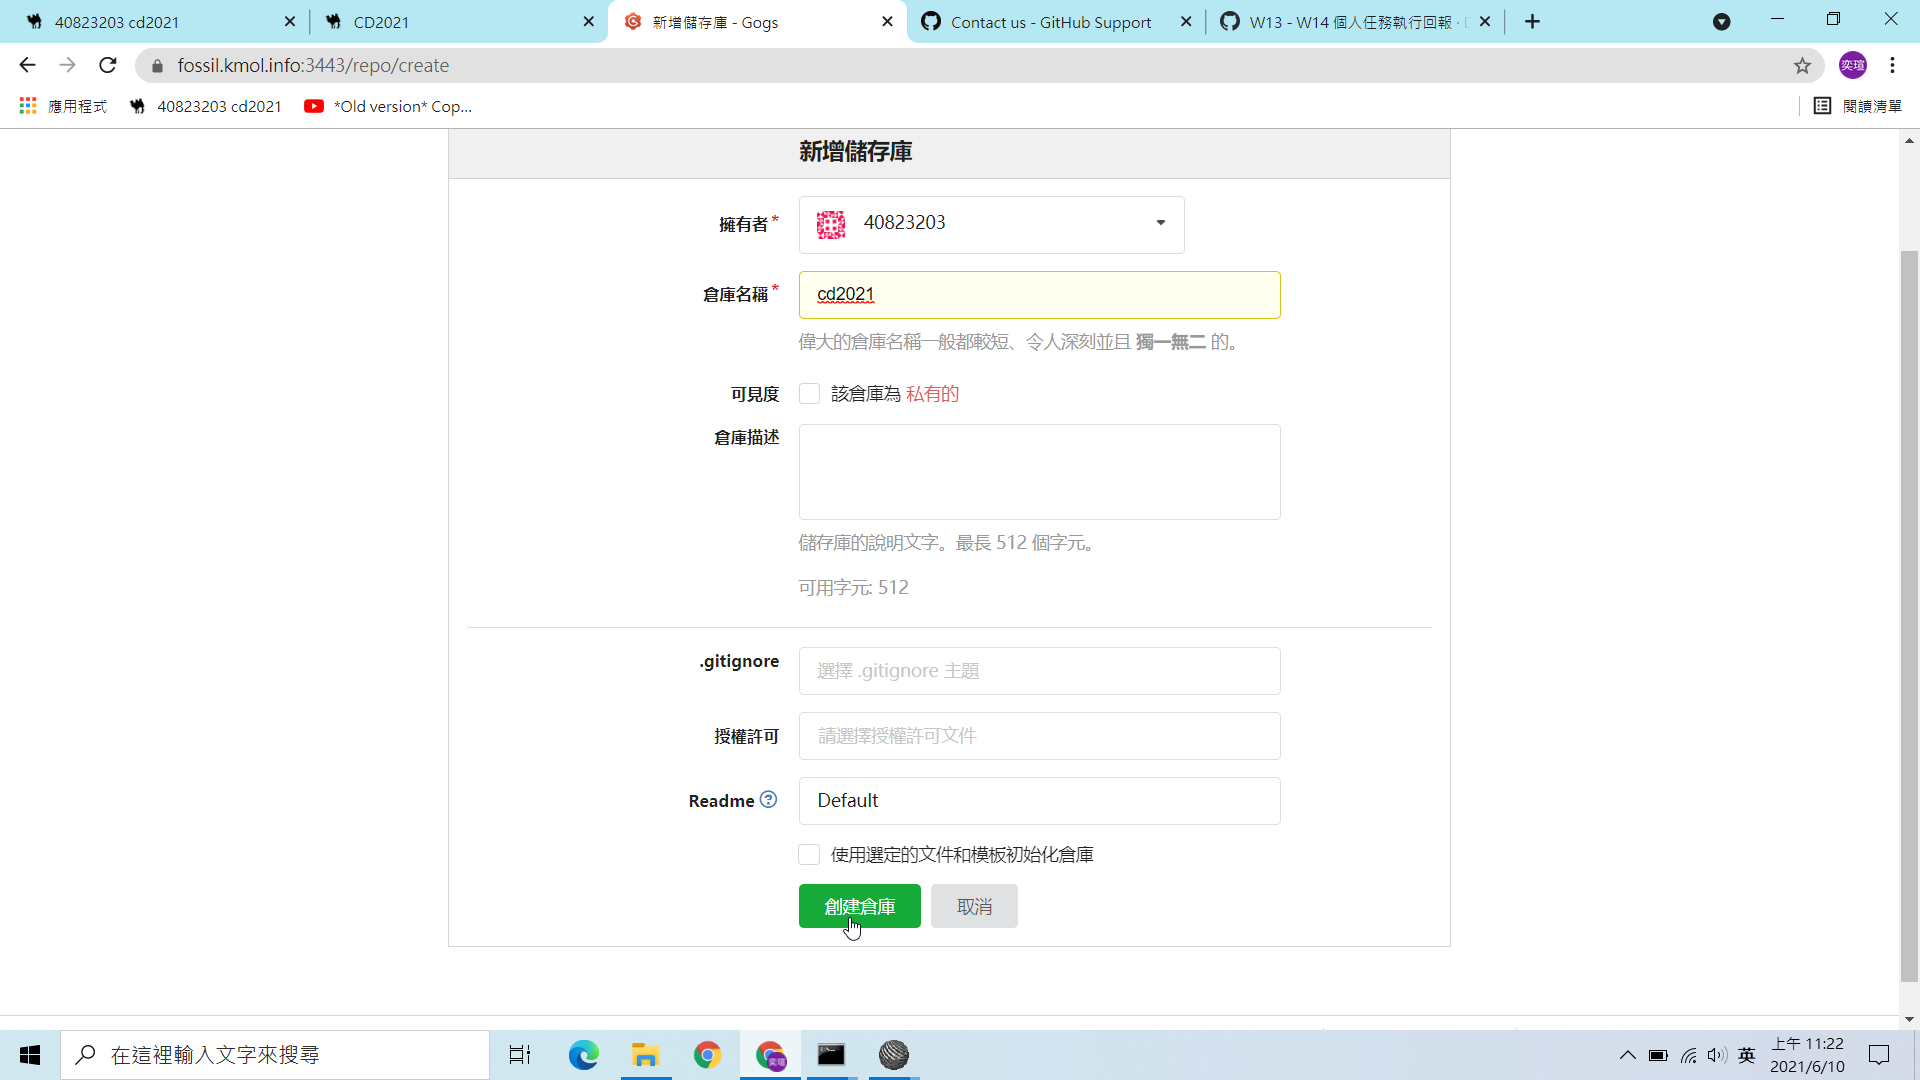 40823203 cd2021
CD2021
新增儲存庫 - Gogs
Contact us - GitHub Support
W13 - W14 個人任務執行回報 ·
fossil.kmol.info:3443/repo/create
奕瑄
應用程式
40823203 cd2021
*Old version* Cop...
閱讀清單
新增儲存庫
擁有者*
40823203
倉庫名稱*
cd2021
偉大的倉庫名稱一般都較短、令人深刻並且 獨一無二 的。
可見度
該倉庫為 私有的
倉庫描述
儲存庫的說明文字。最長 512 個字元。
可用字元: 512
.gitignore
選擇 .gitignore 主題
授權許可
請選擇授權許可文件
Readme
Default
使用選定的文件和模板初始化倉庫
創建倉庫
取消
在這裡輸入文字來搜尋
奕瑄
英
上午 11:22
2021/6/10